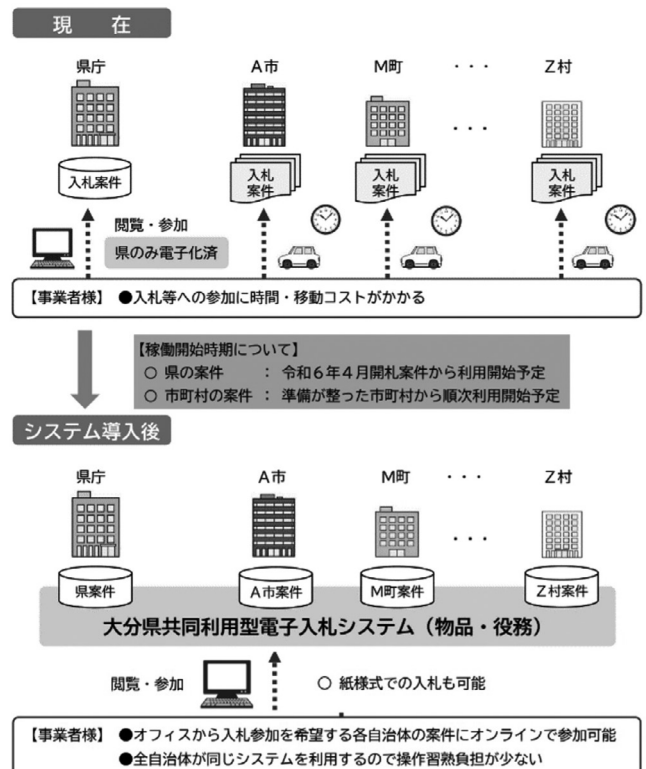 現 在
県庁 A市 M町 ・・・ Z村
・・・
入札案件 入札案件 入札案件 入札案件
閲覧・参加
県のみ電子化済
【事業者様】 ●入札等への参加に時間・移動コストがかかる
【稼働開始時期について】
○ 県の案件 : 令和6年4月開札案件から利用開始予定
○ 市町村の案件 : 準備が整った市町村から順次利用開始予定
システム導入後
県庁 A市 M町 ・・・ Z村
・・・
県案件 A市案件 M町案件 Z村案件
大分県共同利用型電子入札システム（物品・役務）
閲覧・参加 ○ 紙様式での入札も可能
【事業者様】 ●オフィスから入札参加を希望する各自治体の案件にオンラインで参加可能
●全自治体が同じシステムを利用するので操作習熟負担が少ない